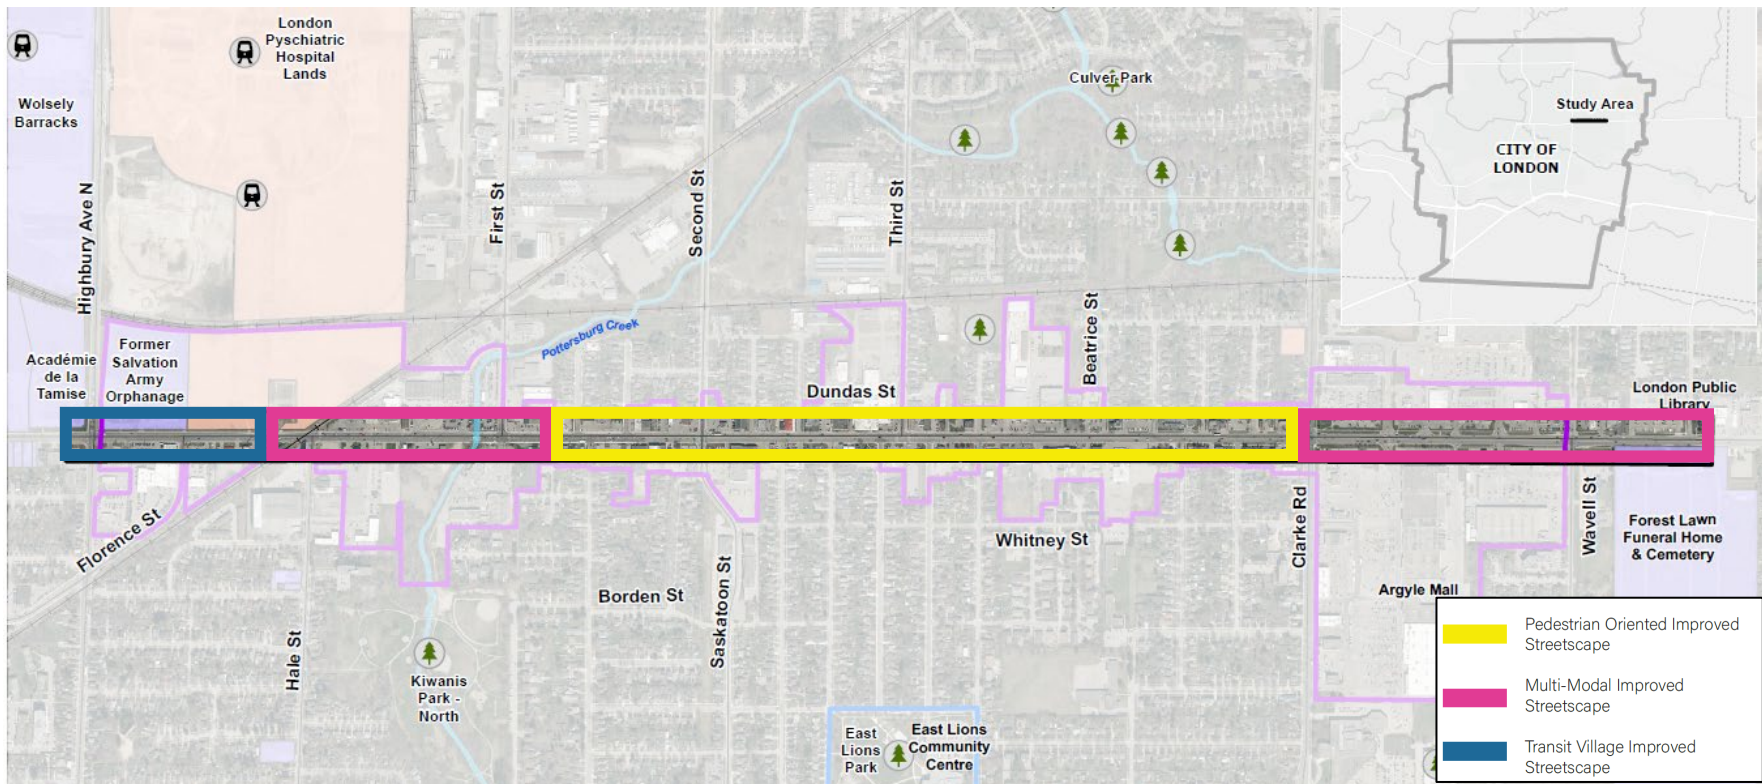 London
Pyschiatric
Hospital
Lands
Wolsely
Barracks
Highbury Ave N
First St
Second St
Third St
Culver Park
Study Area
CITY OF
LONDON
Pottersburg Creek
Beatrice St
Académie
de la
Tamise
Former
Salvation
Army
Orphanage
Dundas St
London Public
Library
Florence St
Hale St
Borden St
Saskatoon St
Whitney St
Clarke Rd
Wavell St
Forest Lawn
Funeral Home
& Cemetery
Argyle Mall
Kiwanis
Park -
North
East
Lions
Park
East Lions
Community
Centre
Pedestrian Oriented Improved
Streetscape
Multi-Modal Improved
Streetscape
Transit Village Improved
Streetscape